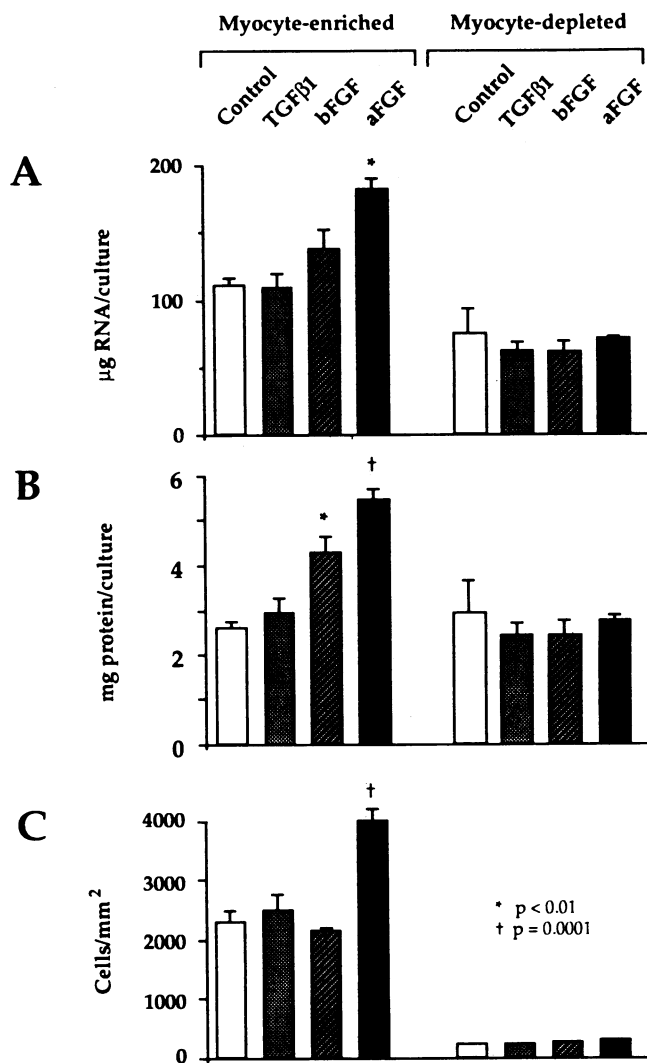 Myocyte-enriched Myocyte-depleted
Control TGFβ1 bFGF aFGF Control TGFβ1 bFGF aFGF
A
200
100
0
µg RNA/culture
*
B
6
4
2
0
mg protein/culture
*
†
C
4000
3000
2000
1000
0
Cells/mm²
†
* p < 0.01
† p = 0.0001